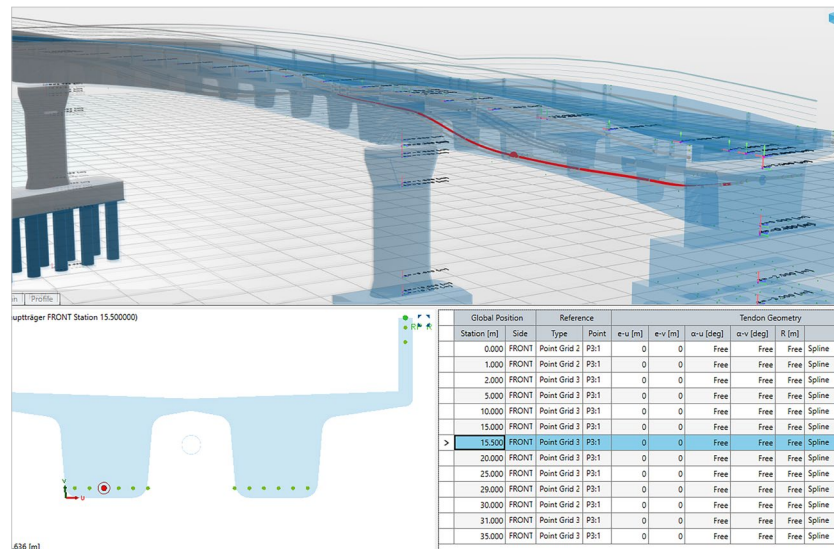 Profile
FRONT Station 15.500000)
Global Position Reference Tendon Geometry
Station [m] Side Type Point e-u [m] e-v [m] α-u [deg] α-v [deg] R [m]
0.000 FRONT Point Grid 2 P3:1 0 0 Free Free Free Spline
1.000 FRONT Point Grid 2 P3:1 0 0 Free Free Free Spline
2.000 FRONT Point Grid 3 P3:1 0 0 Free Free Free Spline
5.000 FRONT Point Grid 3 P3:1 0 0 Free Free Free Spline
10.000 FRONT Point Grid 3 P3:1 0 0 Free Free Free Spline
15.000 FRONT Point Grid 3 P3:1 0 0 Free Free Free Spline
> 15.500 FRONT Point Grid 3 P3:1 0 0 Free Free Free Spline
20.000 FRONT Point Grid 3 P3:1 0 0 Free Free Free Spline
25.000 FRONT Point Grid 3 P3:1 0 0 Free Free Free Spline
29.000 FRONT Point Grid 2 P3:1 0 0 Free Free Free Spline
30.000 FRONT Point Grid 2 P3:1 0 0 Free Free Free Spline
31.000 FRONT Point Grid 3 P3:1 0 0 Free Free Free Spline
35.000 FRONT Point Grid 3 P3:1 0 0 Free Free Free Spline
v
u
.636 [m]